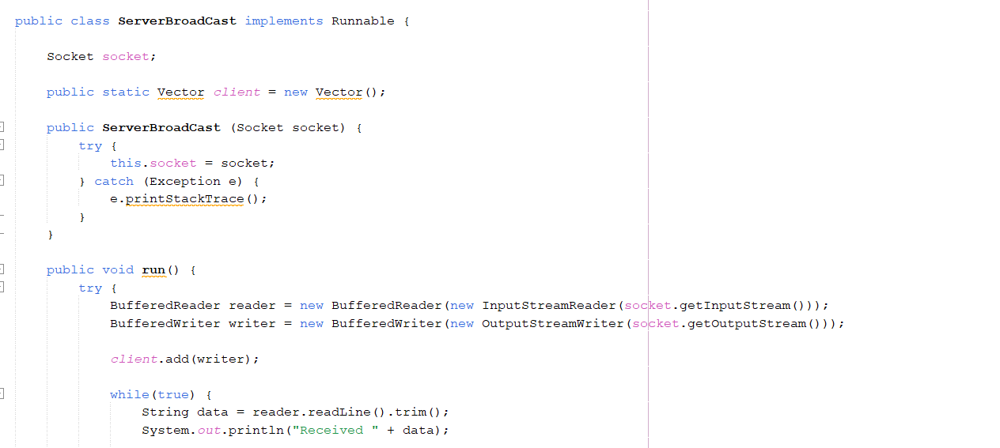 public class ServerBroadCast implements Runnable {
Socket socket;
public static Vector client = new Vector();
public ServerBroadCast (Socket socket) {
try {
this.socket = socket;
} catch (Exception e) {
e.printStackTrace();
}
}
public void run() {
try {
BufferedReader reader = new BufferedReader(new InputStreamReader(socket.getInputStream()));
BufferedWriter writer = new BufferedWriter(new OutputStreamWriter(socket.getOutputStream()));
client.add(writer);
while(true) {
String data = reader.readLine().trim();
System.out.println("Received " + data);